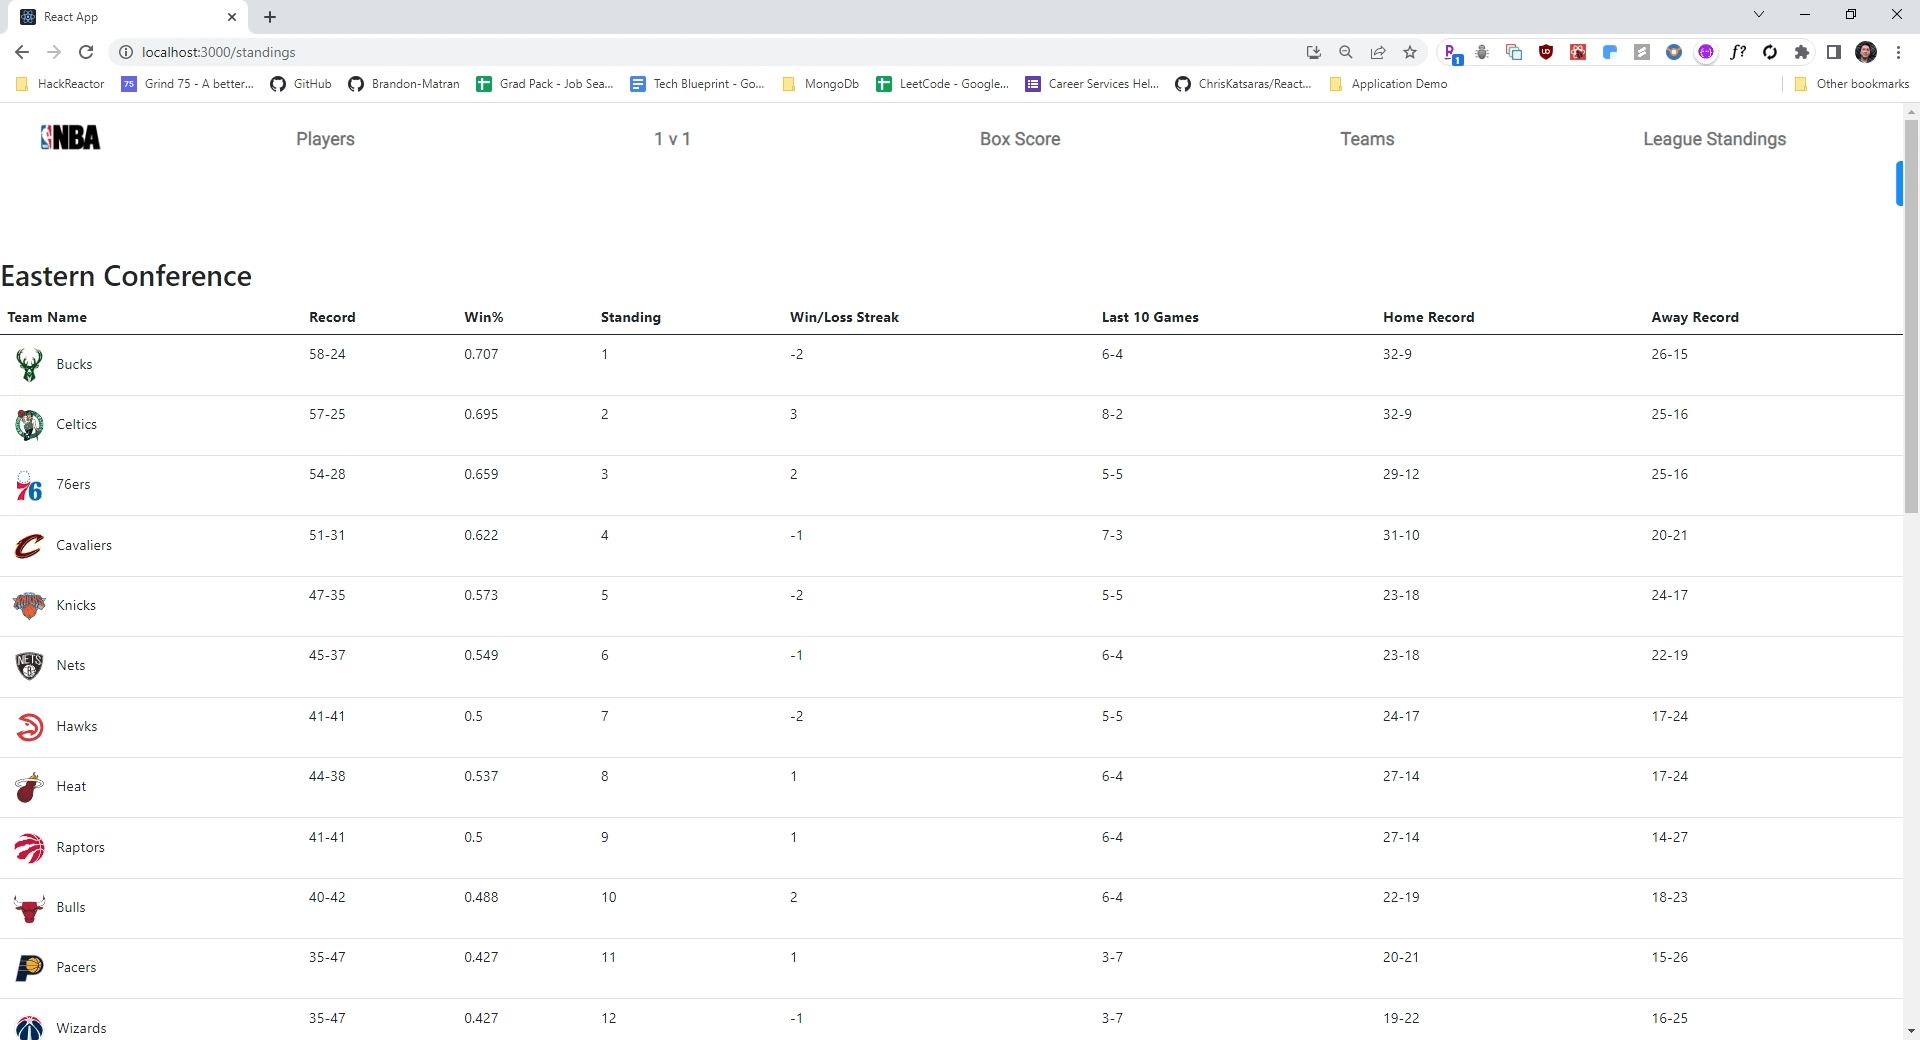 React App
localhost:3000/standings
1
HackReactor
75 Grind 75 - A better...
GitHub
Brandon-Matran
Grad Pack - Job Sea...
Tech Blueprint - Go...
MongoDb
LeetCode - Google...
Career Services Hel...
ChrisKatsaras/React...
Application Demo
Other bookmarks
NBA Players 1 v 1 Box Score Teams League Standings
Eastern Conference
Team Name Record Win% Standing Win/Loss Streak Last 10 Games Home Record Away Record
Bucks 58-24 0.707 1 -2 6-4 32-9 26-15
Celtics 57-25 0.695 2 3 8-2 32-9 25-16
76 76ers 54-28 0.659 3 2 5-5 29-12 25-16
Cavaliers 51-31 0.622 4 -1 7-3 31-10 20-21
Knicks 47-35 0.573 5 -2 5-5 23-18 24-17
NETS B Nets 45-37 0.549 6 -1 6-4 23-18 22-19
Hawks 41-41 0.5 7 -2 5-5 24-17 17-24
Heat 44-38 0.537 8 1 6-4 27-14 17-24
Raptors 41-41 0.5 9 1 6-4 27-14 14-27
Bulls 40-42 0.488 10 2 6-4 22-19 18-23
Pacers 35-47 0.427 11 1 3-7 20-21 15-26
Wizards 35-47 0.427 12 -1 3-7 19-22 16-25